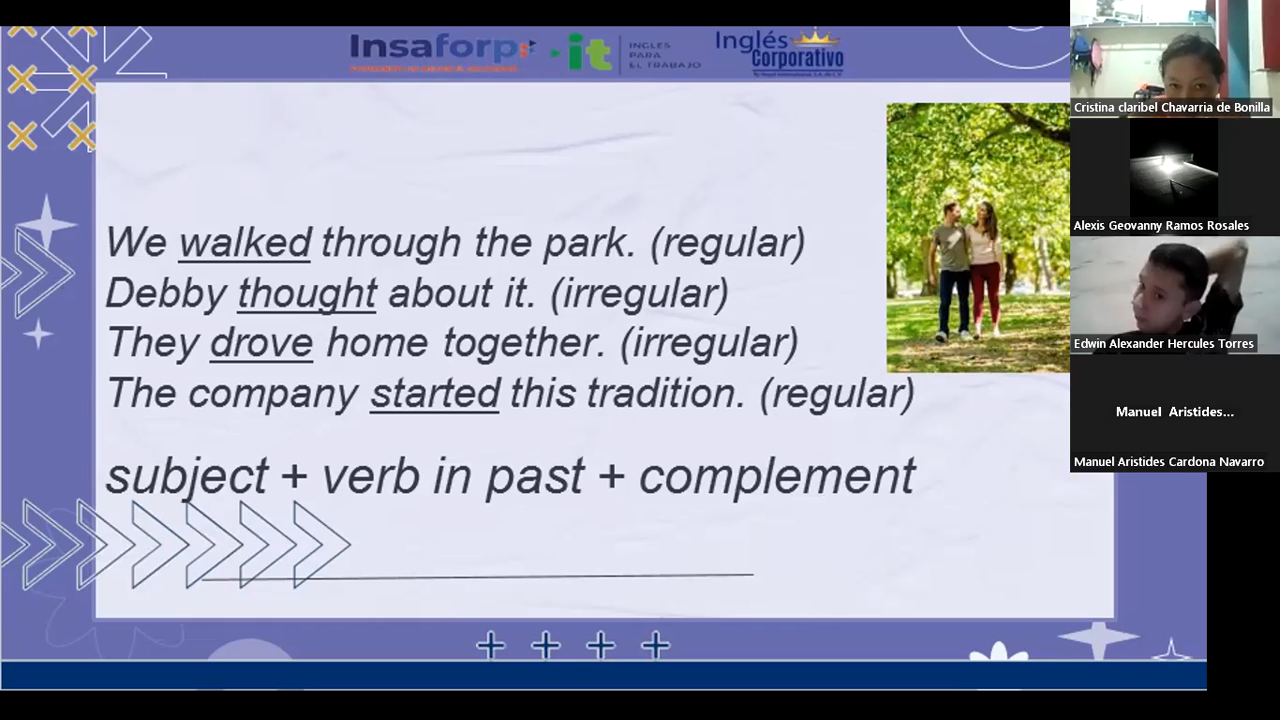 Insaforp
it
INGLES
PARA
EL TRABAJO
Inglés
Corporativo
We walked through the park. (regular)
Debby thought about it. (irregular)
They drove home together. (irregular)
The company started this tradition. (regular)
subject + verb in past + complement
Cristina claribel Chavarria de Bonilla
Alexis Geovanny Ramos Rosales
Edwin Alexander Hercules Torres
Manuel Aristides...
Manuel Aristides Cardona Navarro